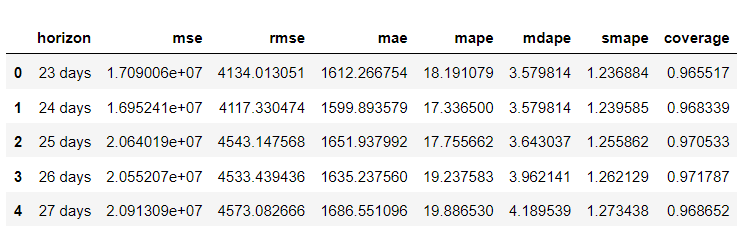 horizon mse rmse mae mape mdape smape coverage
0 23 days 1.709006e+07 4134.013051 1612.266754 18.191079 3.579814 1.236884 0.965517
1 24 days 1.695241e+07 4117.330474 1599.893579 17.336500 3.579814 1.239585 0.968339
2 25 days 2.064019e+07 4543.147568 1651.937992 17.755662 3.643037 1.255862 0.970533
3 26 days 2.055207e+07 4533.439436 1635.237560 19.237583 3.962141 1.262129 0.971787
4 27 days 2.091309e+07 4573.082666 1686.551096 19.886530 4.189539 1.273438 0.968652